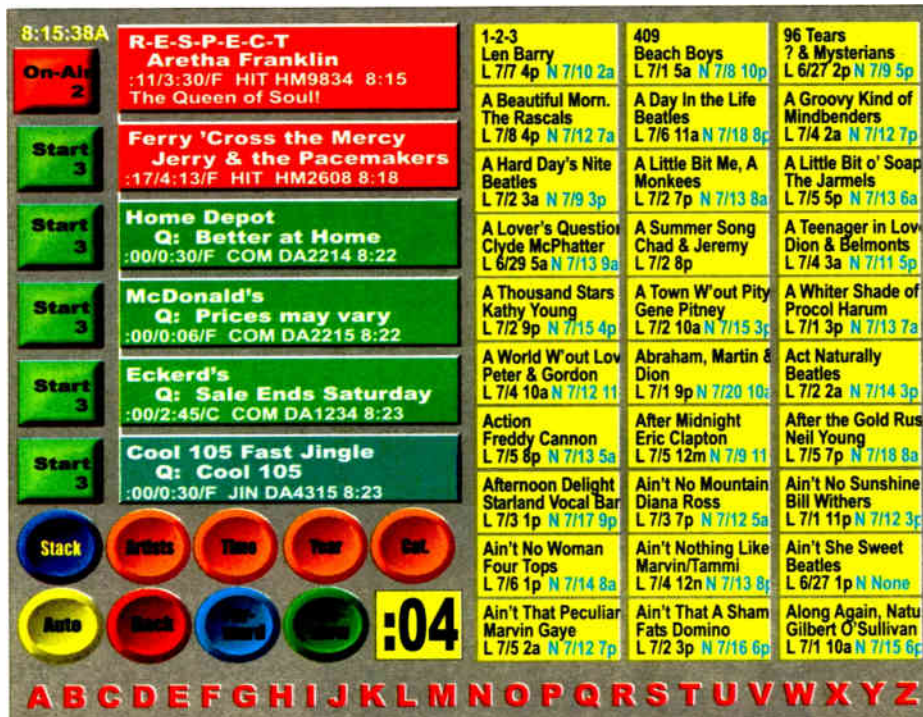 8:15:38A
On-Air
2
R-E-S-P-E-C-T
Aretha Franklin
:11/3:30/F HIT HM9834 8:15
The Queen of Soul!
Start
3
Ferry 'Cross the Mercy
Jerry & the Pacemakers
:17/4:13/F HIT HM2608 8:18
Start
3
Home Depot
Q: Better at Home
:00/0:30/F COM DA2214 8:22
Start
3
McDonald's
Q: Prices may vary
:00/0:06/F COM DA2215 8:22
Start
3
Eckerd's
Q: Sale Ends Saturday
:00/2:45/C COM DA1234 8:23
Start
3
Cool 105 Fast Jingle
Q: Cool 105
:00/0:30/F JIN DA4315 8:23
Stack
Artists
Time
Year
Cat.
Auto
Back
:04
1-2-3
Len Barry
L 7/7 4p N 7/10 2a
409
Beach Boys
L 7/1 5a N 7/8 10p
96 Tears
? & Mysterians
L 6/27 2p N 7/9 5p
A Beautiful Morn.
The Rascals
L 7/8 4p N 7/12 7a
A Day In the Life
Beatles
L 7/6 11a N 7/18 8p
A Groovy Kind of
Mindbenders
L 7/4 2a N 7/12 7p
A Hard Day's Nite
Beatles
L 7/2 3a N 7/9 3p
A Little Bit Me, A
Monkees
L 7/2 7p N 7/13 8a
A Little Bit o' Soap
The Jarmels
L 7/5 5p N 7/13 6a
A Lover's Question
Clyde McPhatter
L 6/29 5a N 7/13 9a
A Summer Song
Chad & Jeremy
L 7/2 8p
A Teenager in Love
Dion & Belmonts
L 7/4 3a N 7/11 5p
A Thousand Stars
Kathy Young
L 7/2 9p N 7/15 4p
A Town W'out Pity
Gene Pitney
L 7/2 10a N 7/15 3p
A Whiter Shade of
Procol Harum
L 7/1 3p N 7/13 7a
A World W'out Lov
Peter & Gordon
L 7/4 10a N 7/12 11
Abraham, Martin &
Dion
L 7/1 9p N 7/20 10a
Act Naturally
Beatles
L 7/2 2a N 7/14 3p
Action
Freddy Cannon
L 7/5 8p N 7/13 5a
After Midnight
Eric Clapton
L 7/5 12m N 7/9 11
After the Gold Rus
Neil Young
L 7/5 7p N 7/18 8a
Afternoon Delight
Starland Vocal Bar
L 7/3 1p N 7/17 9p
Ain't No Mountain
Diana Ross
L 7/3 7p N 7/12 5a
Ain't No Sunshine
Bill Withers
L 7/1 11p N 7/12 3p
Ain't No Woman
Four Tops
L 7/6 1p N 7/14 8a
Ain't Nothing Like
Marvin/Tammi
L 7/4 12n N 7/13 8p
Ain't She Sweet
Beatles
L 6/27 1p N None
Ain't That Peculiar
Marvin Gaye
L 7/5 2a N 7/12 7p
Ain't That A Sham
Fats Domino
L 7/2 3p N 7/16 6p
Along Again, Natu
Gilbert O'Sullivan
L 7/1 10a N 7/15 6p
A B C D E F G H I J K L M N O P Q R S T U V W X Y Z